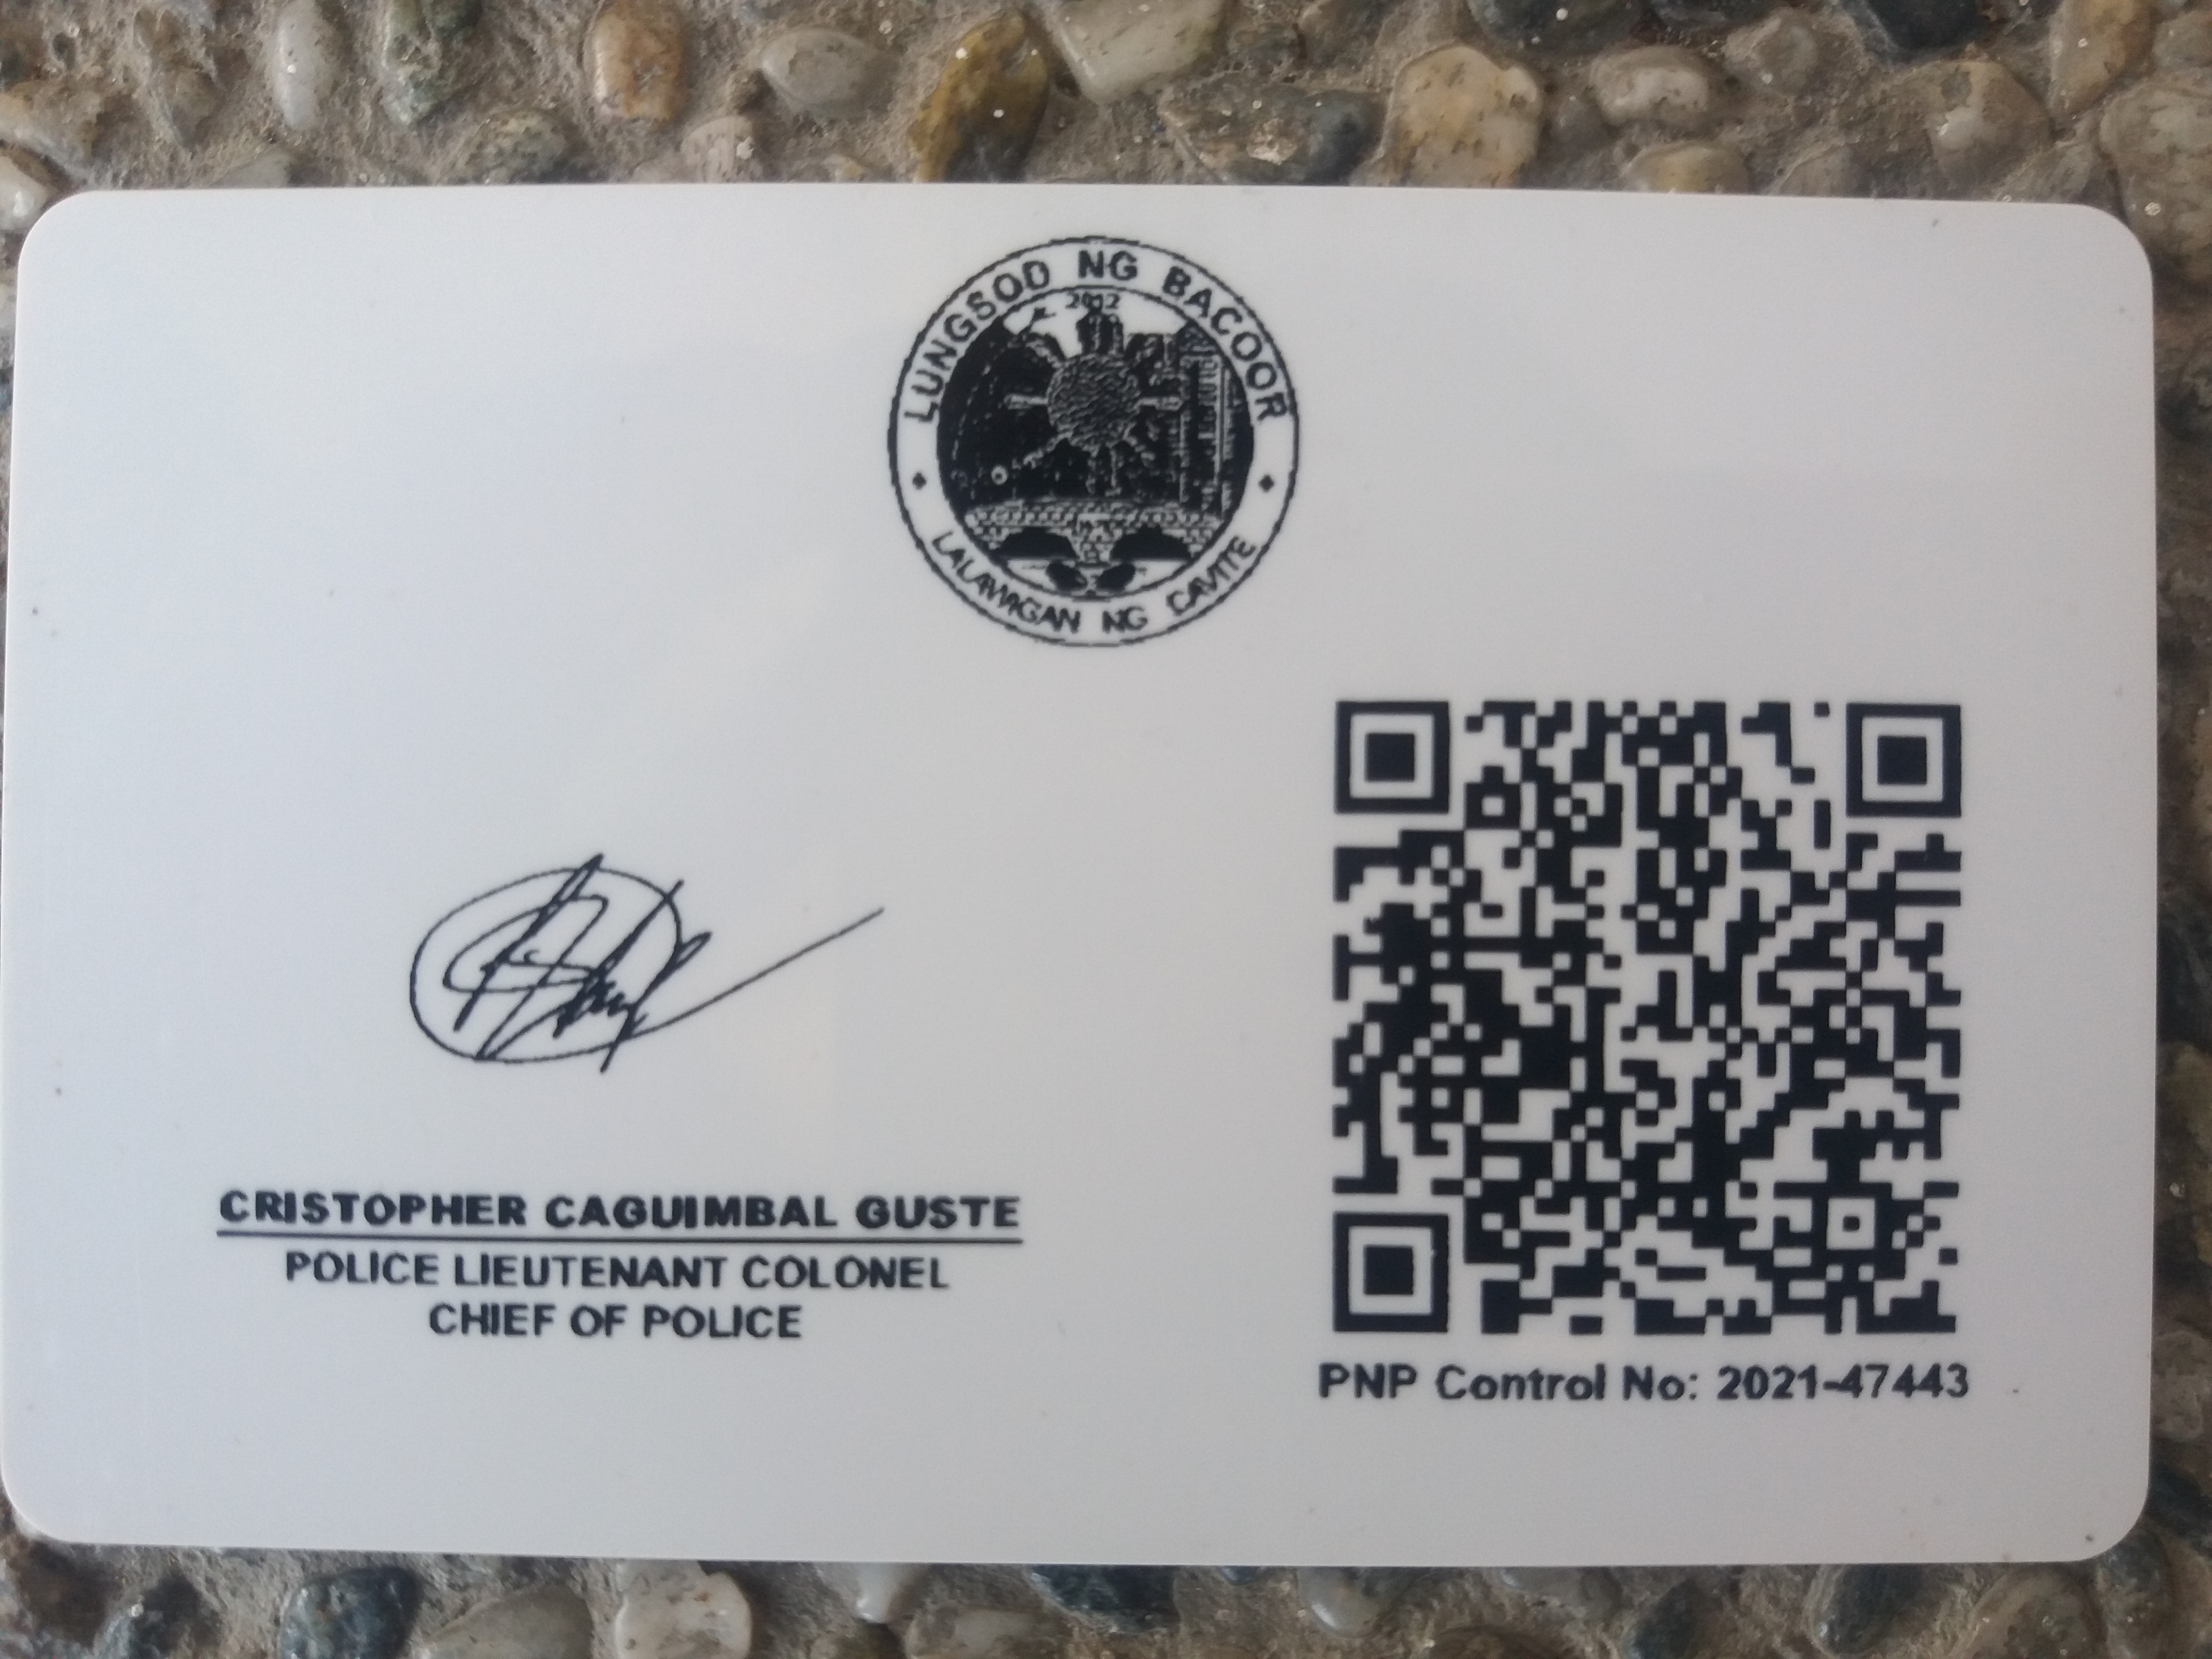 LUNGSOD NG BACOOR
2012
LALAWIGAN NG CAVITE
CRISTOPHER CAGUIMBAL GUSTE
POLICE LIEUTENANT COLONEL
CHIEF OF POLICE
PNP Control No: 2021-47443